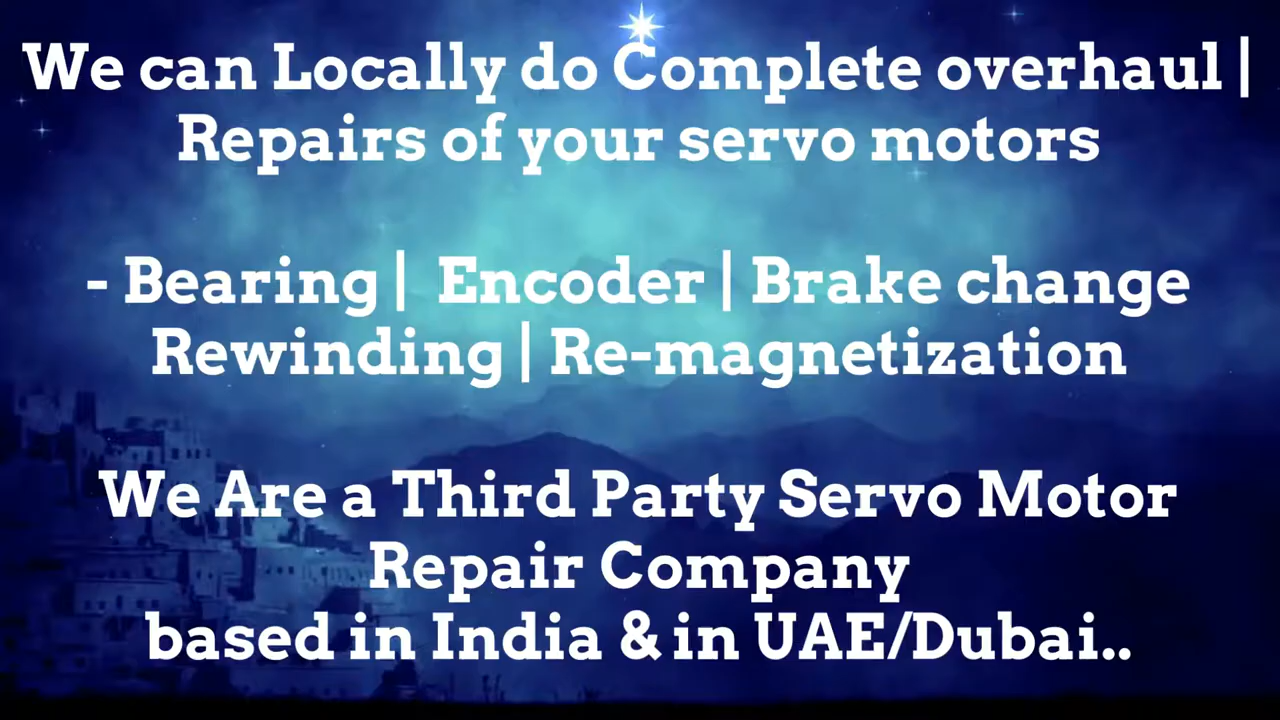 We can Locally do Complete overhaul |
Repairs of your servo motors
- Bearing | Encoder | Brake change
Rewinding | Re-magnetization
We Are a Third Party Servo Motor
Repair Company
based in India & in UAE/Dubai..